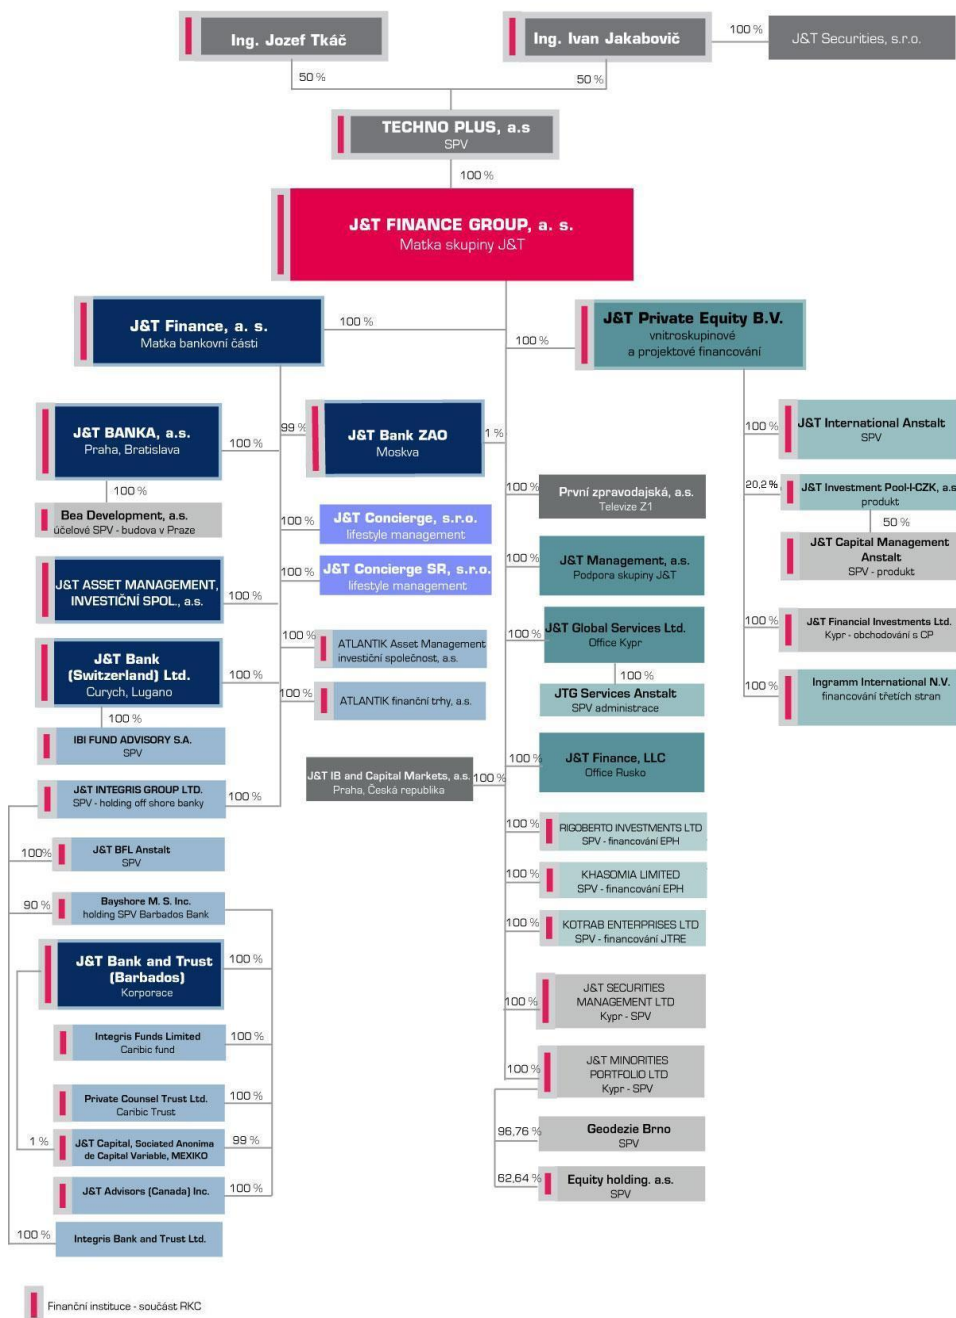 Ing. Jozef Tkáč
Ing. Ivan Jakabovič
100 %
J&T Securities, s.r.o.
50 %
50 %
TECHNO PLUS, a.s
SPV
100 %
J&T FINANCE GROUP, a. s.
Matka skupiny J&T
J&T Finance, a. s.
Matka bankovní části
100 %
100 %
J&T Private Equity B.V.
vnitroskupinové
a projektové financování
J&T BANKA, a.s.
Praha, Bratislava
100 %
99 %
J&T Bank ZAO
Moskva
1 %
100 %
J&T International Anstalt
SPV
100 %
Bea Development, a.s.
účelové SPV - budova v Praze
100 %
První zpravodajská, a.s.
Televize Z1
20,2 %
J&T Investment Pool-I-CZK, a.s
produkt
50 %
J&T Capital Management
Anstalt
SPV - produkt
100 %
J&T Concierge, s.r.o.
lifestyle management
100 %
J&T Concierge SR, s.r.o.
lifestyle management
100 %
J&T Management, a.s.
Podpora skupiny J&T
J&T ASSET MANAGEMENT,
INVESTIČNÍ SPOL., a.s.
100 %
100 %
J&T Global Services Ltd.
Office Kypr
100 %
J&T Financial Investments Ltd.
Kypr - obchodování s CP
100 %
ATLANTIK Asset Management
investiční společnost, a.s.
J&T Bank
(Switzerland) Ltd.
Curych, Lugano
100 %
100 %
ATLANTIK finanční trhy, a.s.
100 %
JTG Services Anstalt
SPV administrace
100 %
Ingramm International N.V.
financování třetích stran
100 %
IBI FUND ADVISORY S.A.
SPV
J&T IB and Capital Markets, a.s.
Praha, Česká republika
100 %
100 %
J&T Finance, LLC
Office Rusko
J&T INTEGRIS GROUP LTD.
SPV - holding off shore banky
100 %
100 %
RIGOBERTO INVESTMENTS LTD
SPV - financování EPH
100%
J&T BFL Anstalt
SPV
100 %
KHASOMIA LIMITED
SPV - financování EPH
90 %
Bayshore M. S. Inc.
holding SPV Barbados Bank
100 %
KOTRAB ENTERPRISES LTD
SPV - financování JTRE
J&T Bank and Trust
(Barbados)
Korporace
100 %
100 %
J&T SECURITIES
MANAGEMENT LTD
Kypr - SPV
Integris Funds Limited
Caribic fund
100 %
100 %
J&T MINORITIES
PORTFOLIO LTD
Kypr - SPV
Private Counsel Trust Ltd.
Caribic Trust
100 %
96,76 %
Geodezie Brno
SPV
1 %
J&T Capital, Sociated Anonima
de Capital Variable, MEXIKO
99 %
62,64 %
Equity holding. a.s.
SPV
J&T Advisors (Canada) Inc.
100 %
100 %
Integris Bank and Trust Ltd.
Finanční instituce - součást RKC